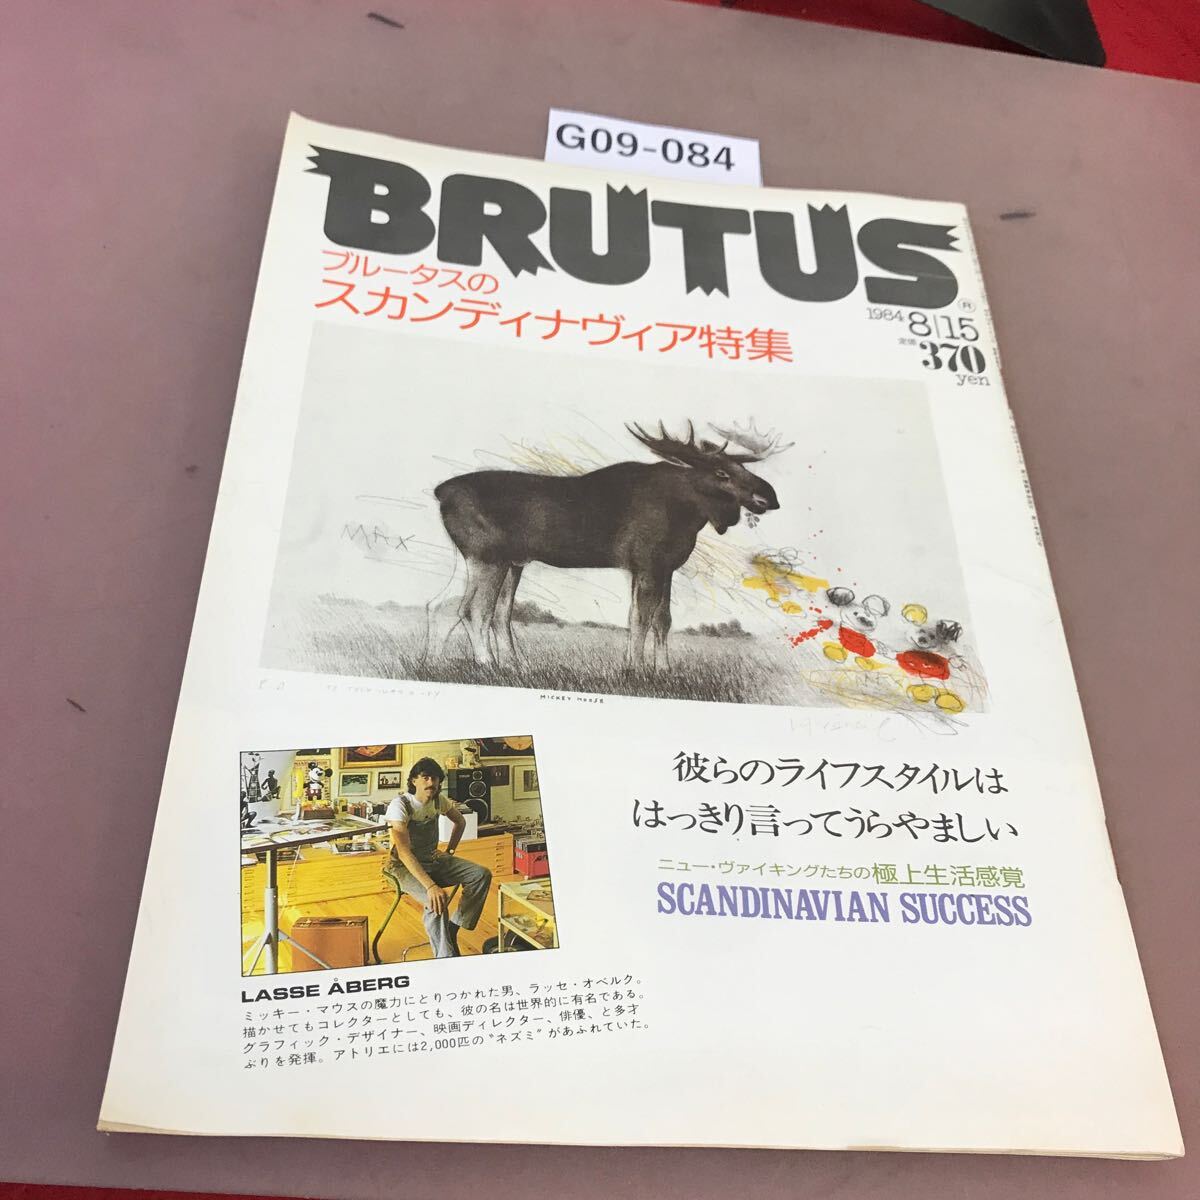 G09-084
BRUTUS
ブルータスの
スカンディナヴィア特集
1984 8|15
定価 370
yen
MAX
MICKEY MOOSE
彼らのライフスタイルは
はっきり言ってうらやましい
ニュー・ヴァイキングたちの極上生活感覚
SCANDINAVIAN SUCCESS
LASSE ÅBERG
ミッキー・マウスの魔力にとりつかれた男、ラッセ・オベルク。
描かせてもコレクターとしても、彼の名は世界的に有名である。
グラフィック・デザイナー、映画ディレクター、俳優、と多才
ぶりを発揮。アトリエには2,000匹の“ネズミ”があふれていた。